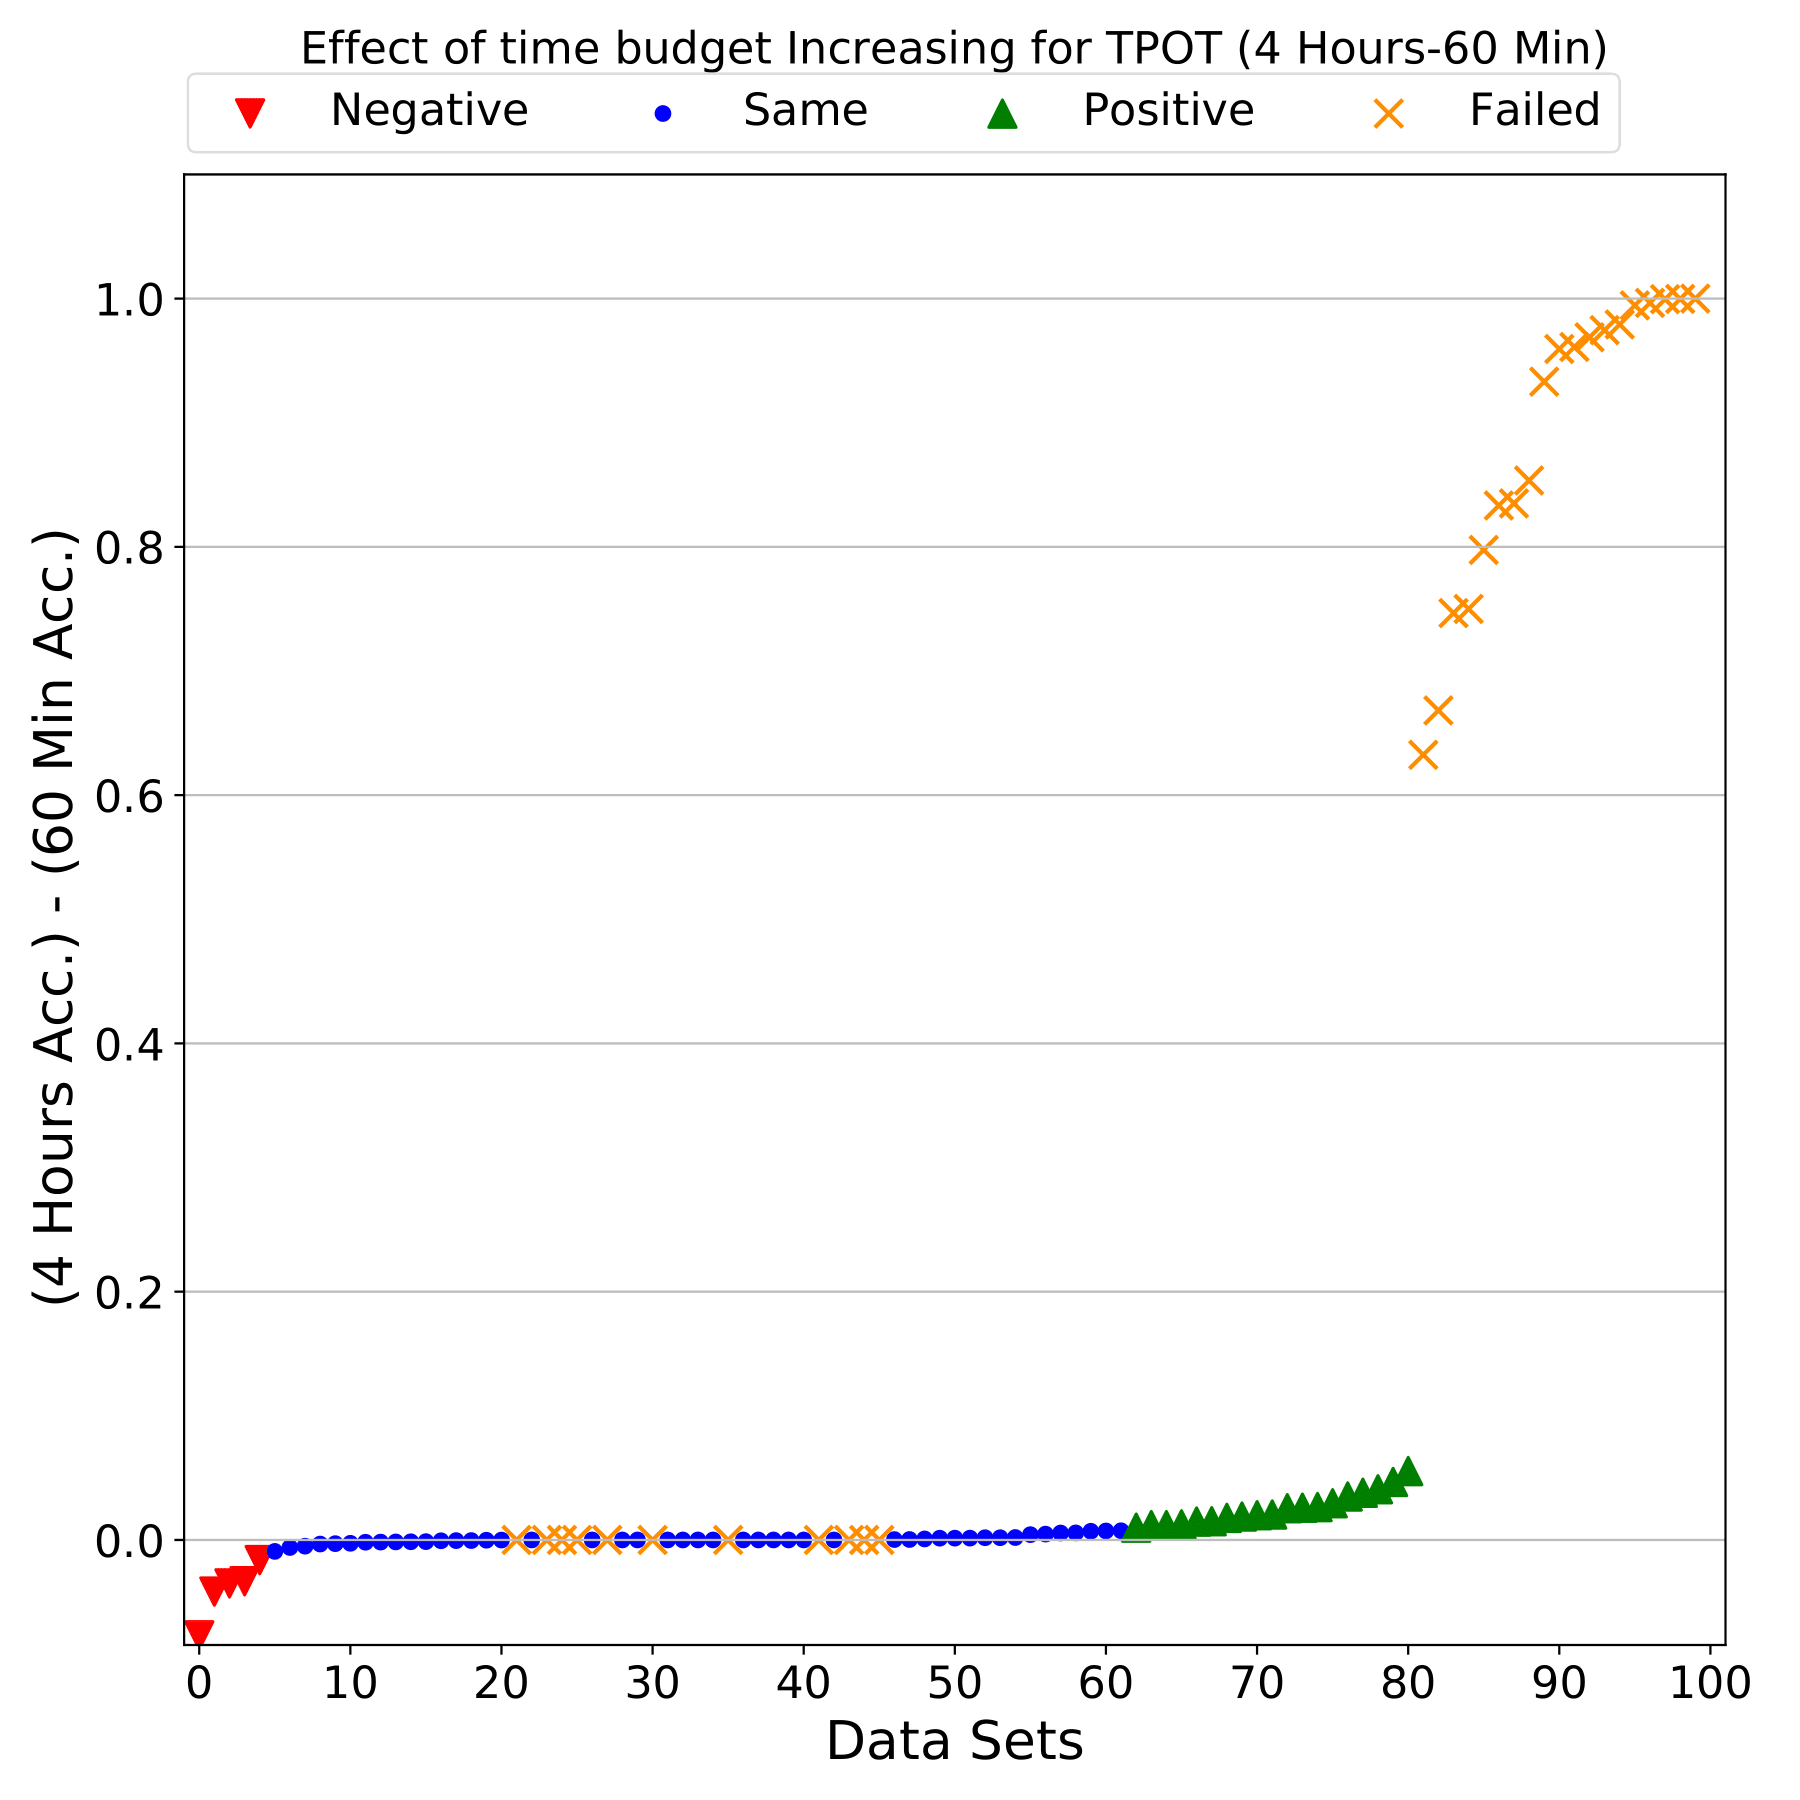 Effect of time budget Increasing for TPOT (4 Hours-60 Min)
Negative Same Positive Failed
(4 Hours Acc.) - (60 Min Acc.)
1.0
0.8
0.6
0.4
0.2
0.0
0 10 20 30 40 50 60 70 80 90 100
Data Sets